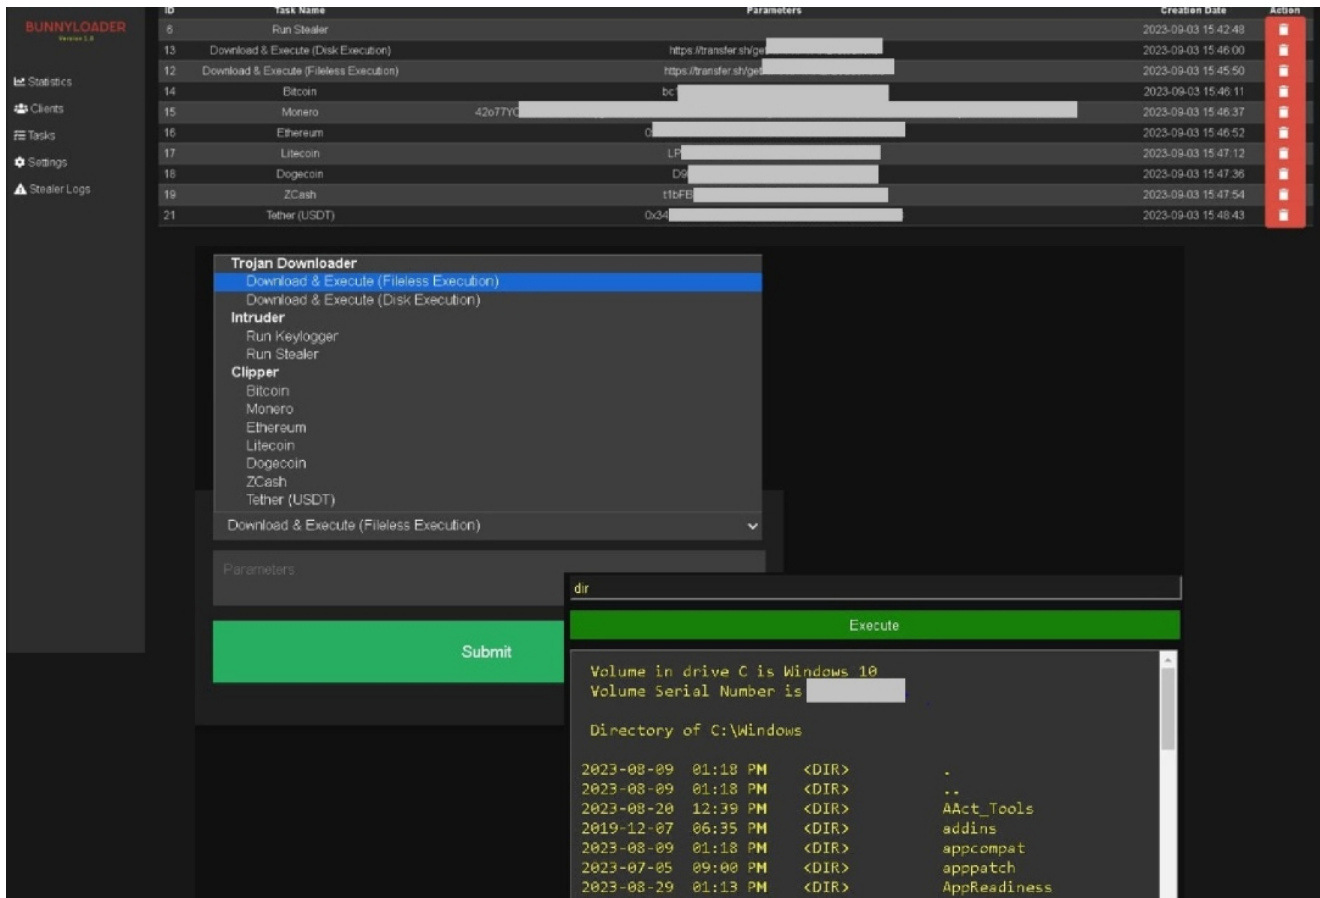 BUNNYLOADER
Version 1.0
Statistics
Clients
Tasks
Settings
Stealer Logs
ID Task Name Parameters Creation Date Action
6 Run Stealer 2023-09-03 15:42:48
13 Download & Execute (Disk Execution) https://transfer.sh/get 2023-09-03 15:46:00
12 Download & Execute (Fileless Execution) https://transfer.sh/get 2023-09-03 15:45:50
14 Bitcoin bc1 2023-09-03 15:46:11
15 Monero 42o77YC 2023-09-03 15:46:37
16 Ethereum 0 2023-09-03 15:46:52
17 Litecoin LP 2023-09-03 15:47:12
18 Dogecoin D9 2023-09-03 15:47:36
19 ZCash t1bFB 2023-09-03 15:47:54
21 Tether (USDT) 0x34 2023-09-03 15:48:43
Trojan Downloader
Download & Execute (Fileless Execution)
Download & Execute (Disk Execution)
Intruder
Run Keylogger
Run Stealer
Clipper
Bitcoin
Monero
Ethereum
Litecoin
Dogecoin
ZCash
Tether (USDT)
Download & Execute (Fileless Execution)
Parameters
Submit
dir
Execute
Volume in drive C is Windows 10
Volume Serial Number is
Directory of C:\Windows
2023-08-09 01:18 PM <DIR> .
2023-08-09 01:18 PM <DIR> ..
2023-08-20 12:39 PM <DIR> AAct_Tools
2019-12-07 06:35 PM <DIR> addins
2023-08-09 01:18 PM <DIR> appcompat
2023-07-05 09:00 PM <DIR> apppatch
2023-08-29 01:13 PM <DIR> AppReadiness